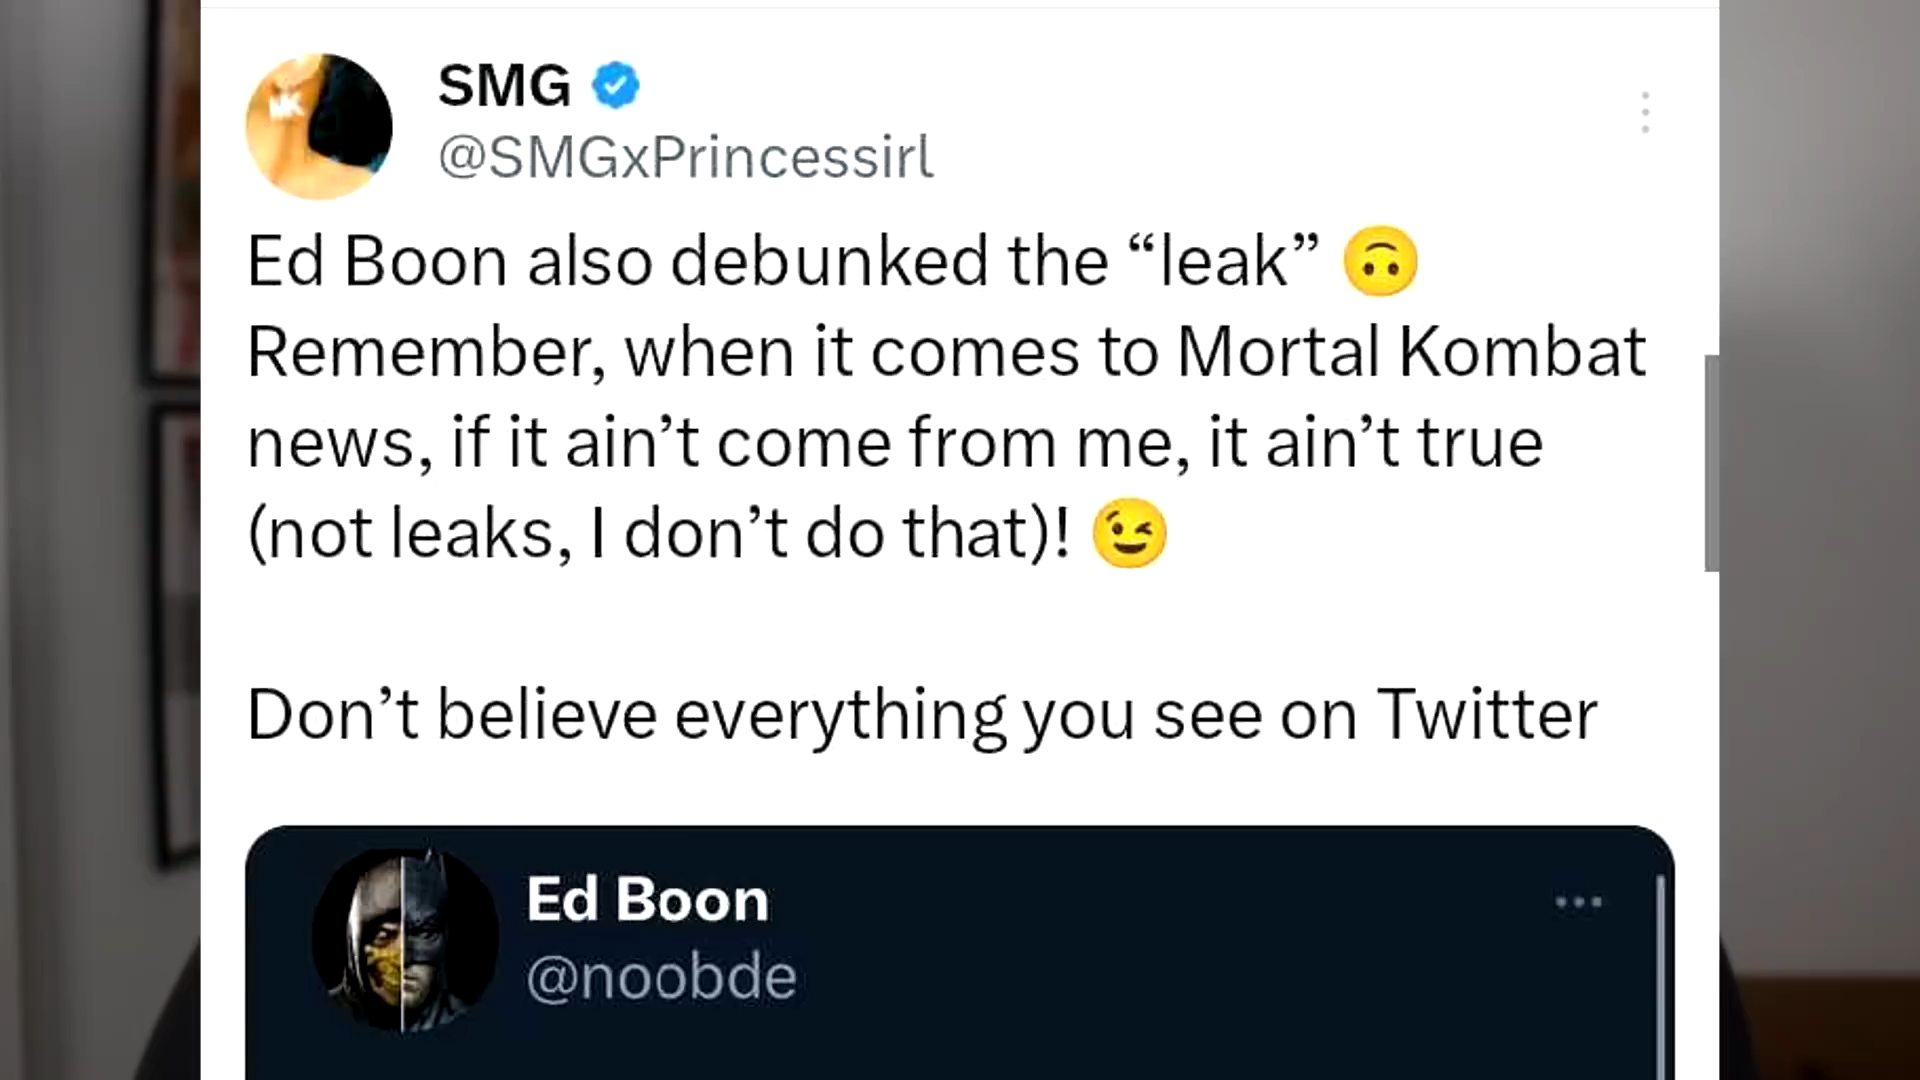 SMG
@SMGxPrincessirl
Ed Boon also debunked the “leak” 🙃
Remember, when it comes to Mortal Kombat
news, if it ain’t come from me, it ain’t true
(not leaks, I don’t do that)! 😉
Don’t believe everything you see on Twitter
Ed Boon
@noobde